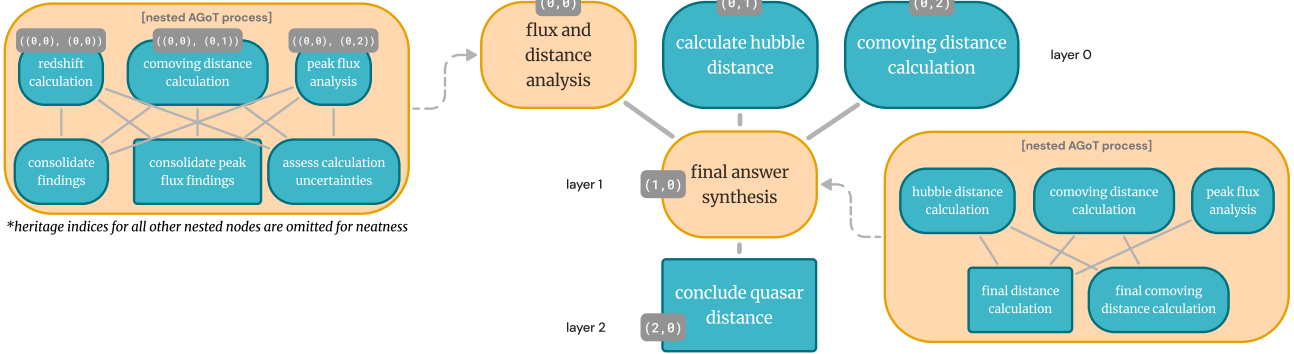 [nested AGoT process]
((0,0), (0,0))
((0,0), (0,1))
((0,0), (0,2))
redshift
calculation
comoving distance
calculation
peak flux
analysis
consolidate
findings
consolidate peak
flux findings
assess calculation
uncertainties
*heritage indices for all other nested nodes are omitted for neatness
(0,0)
flux and
distance
analysis
(0,1)
calculate hubble
distance
(0,2)
comoving distance
calculation
layer 0
layer 1
(1,0)
final answer
synthesis
layer 2
(2,0)
conclude quasar
distance
[nested AGoT process]
hubble distance
calculation
comoving distance
calculation
peak flux
analysis
final distance
calculation
final comoving
distance calculation